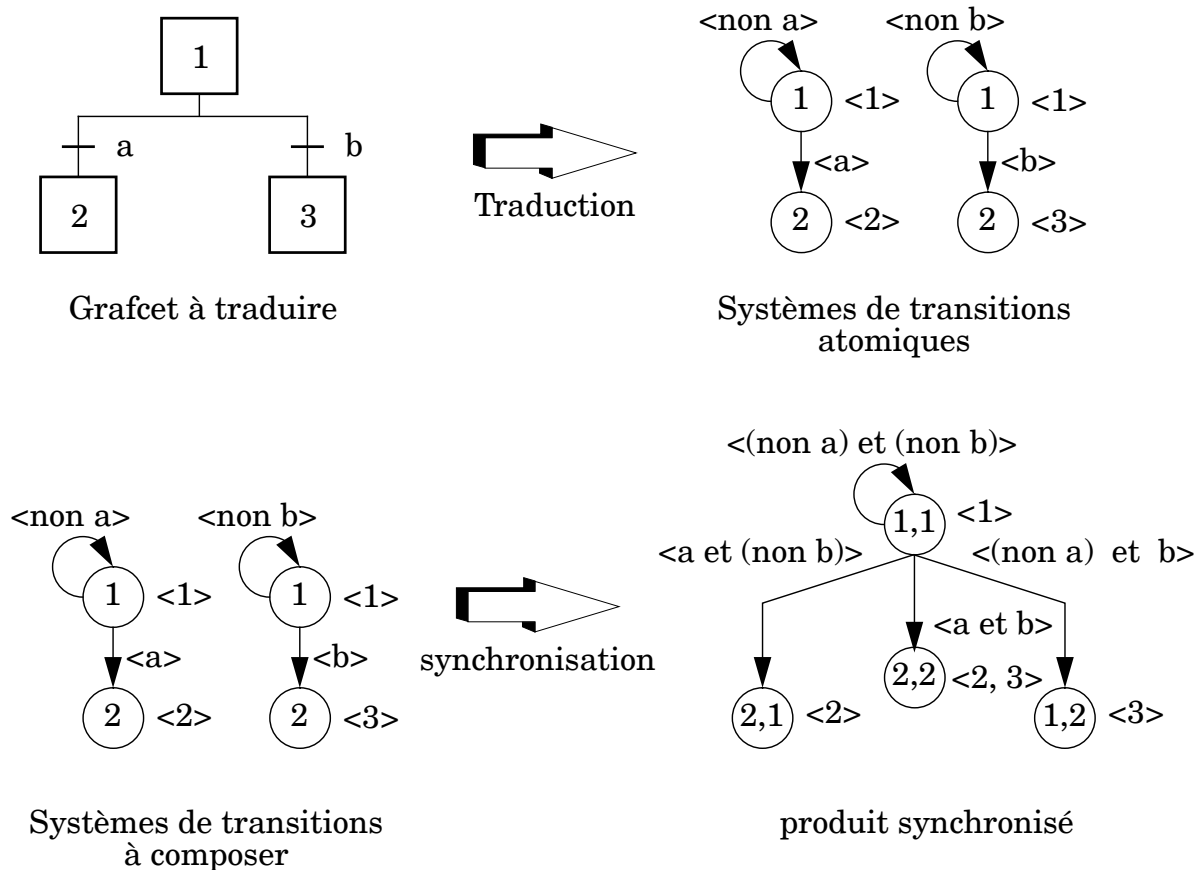 1
a
b
2
3
Grafcet à traduire
Traduction
<non a>
<non b>
1
<1>
1
<1>
<a>
<b>
2
<2>
2
<3>
Systèmes de transitions
atomiques
<non a>
<non b>
1
<1>
1
<1>
<a>
<b>
2
<2>
2
<3>
Systèmes de transitions
à composer
synchronisation
<(non a) et (non b)>
1,1
<1>
<a et (non b)>
<(non a) et b>
<a et b>
2,2
<2, 3>
2,1
<2>
1,2
<3>
produit synchronisé